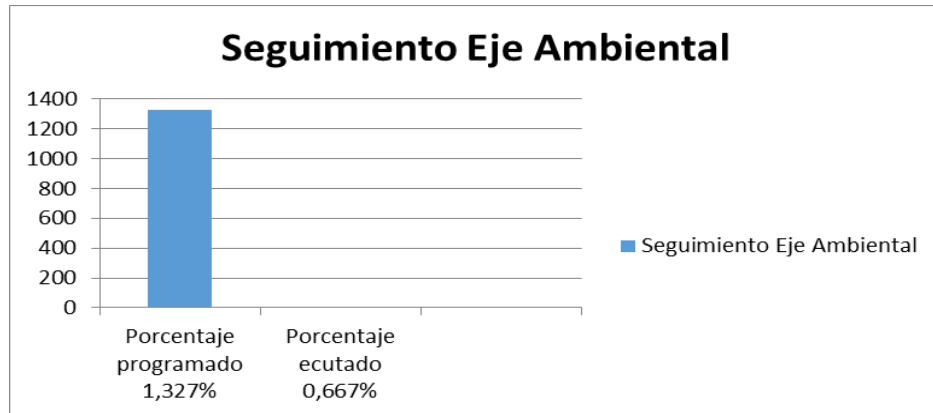 Seguimiento Eje Ambiental
1400
1200
1000
800
600
400
200
0
Porcentaje
programado
1,327%
Porcentaje
ecutado
0,667%
Seguimiento Eje Ambiental